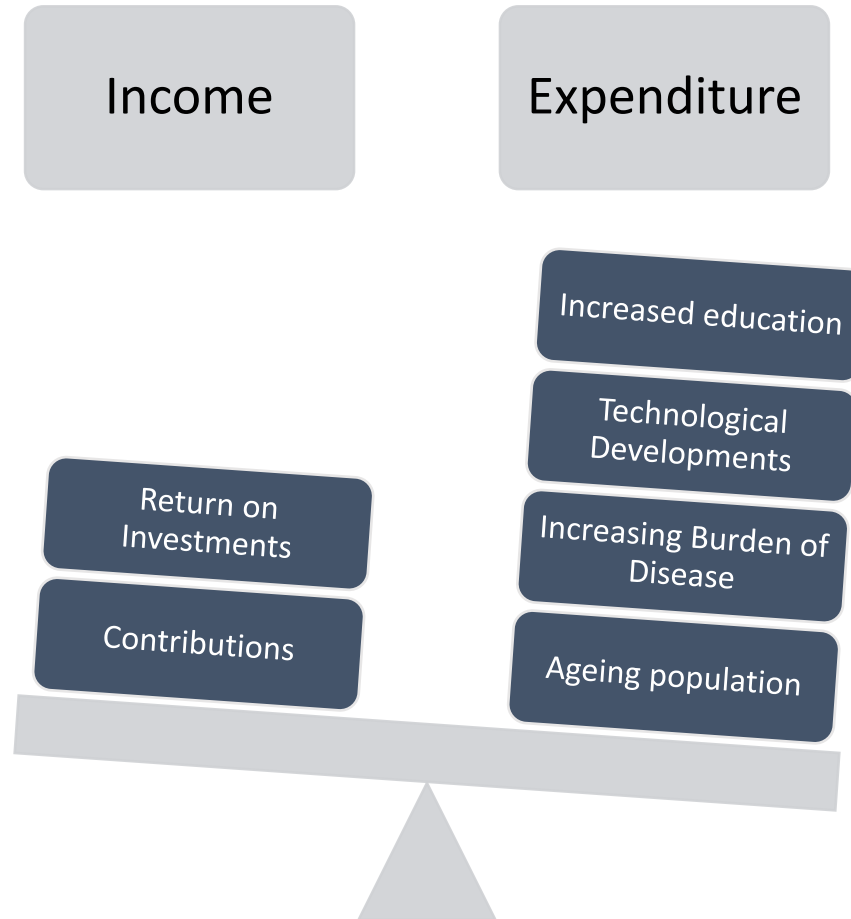 Income
Expenditure
Increased education
Technological
Developments
Increasing Burden of
Disease
Ageing population
Return on
Investments
Contributions